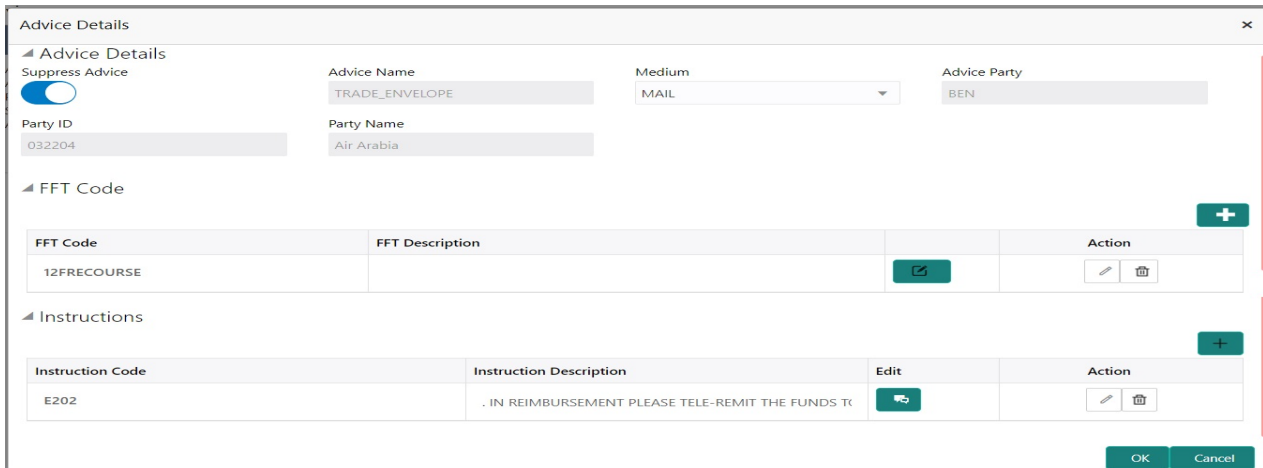 Advice Details
Advice Details
Suppress Advice Advice Name Medium Advice Party
TRADE_ENVELOPE MAIL BEN
Party ID Party Name
032204 Air Arabia
FFT Code
FFT Code FFT Description Action
12FRECOURSE
Instructions
Instruction Code Instruction Description Edit Action
E202 . IN REIMBURSEMENT PLEASE TELE-REMIT THE FUNDS
OK Cancel